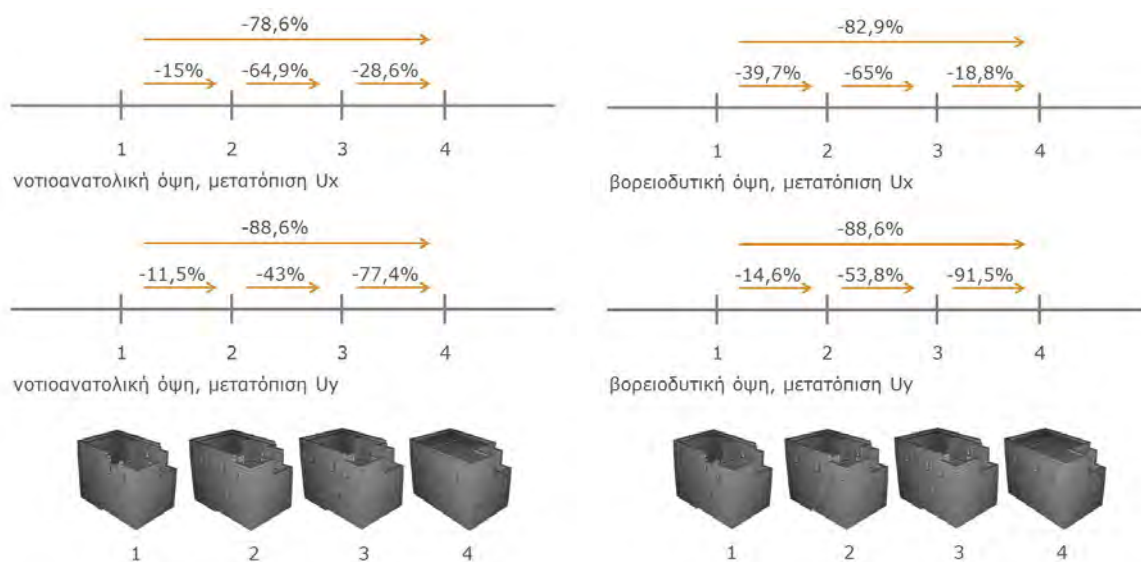 -78,6%
-15% -64,9% -28,6%
1 2 3 4
νοτιοανατολική όψη, μετατόπιση Ux
-88,6%
-11,5% -43% -77,4%
1 2 3 4
νοτιοανατολική όψη, μετατόπιση Uy
1 2 3 4
-82,9%
-39,7% -65% -18,8%
1 2 3 4
βορειοδυτική όψη, μετατόπιση Ux
-88,6%
-14,6% -53,8% -91,5%
1 2 3 4
βορειοδυτική όψη, μετατόπιση Uy
1 2 3 4